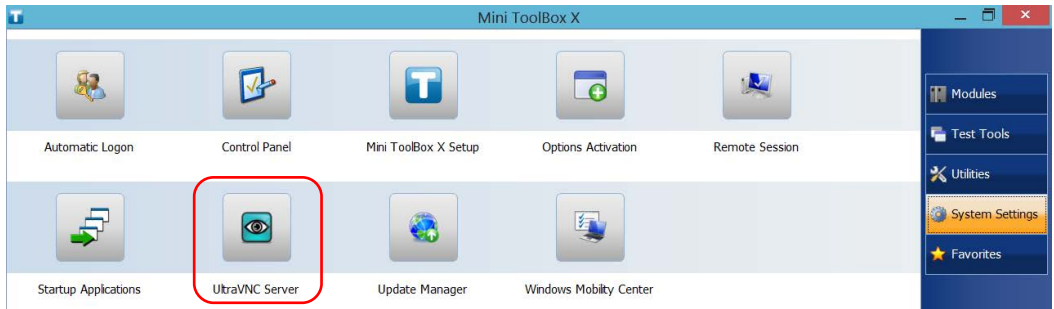 Mini ToolBox X
Automatic Logon
Control Panel
Mini ToolBox X Setup
Options Activation
Remote Session
Startup Applications
UltraVNC Server
Update Manager
Windows Mobility Center
Modules
Test Tools
Utilities
System Settings
Favorites